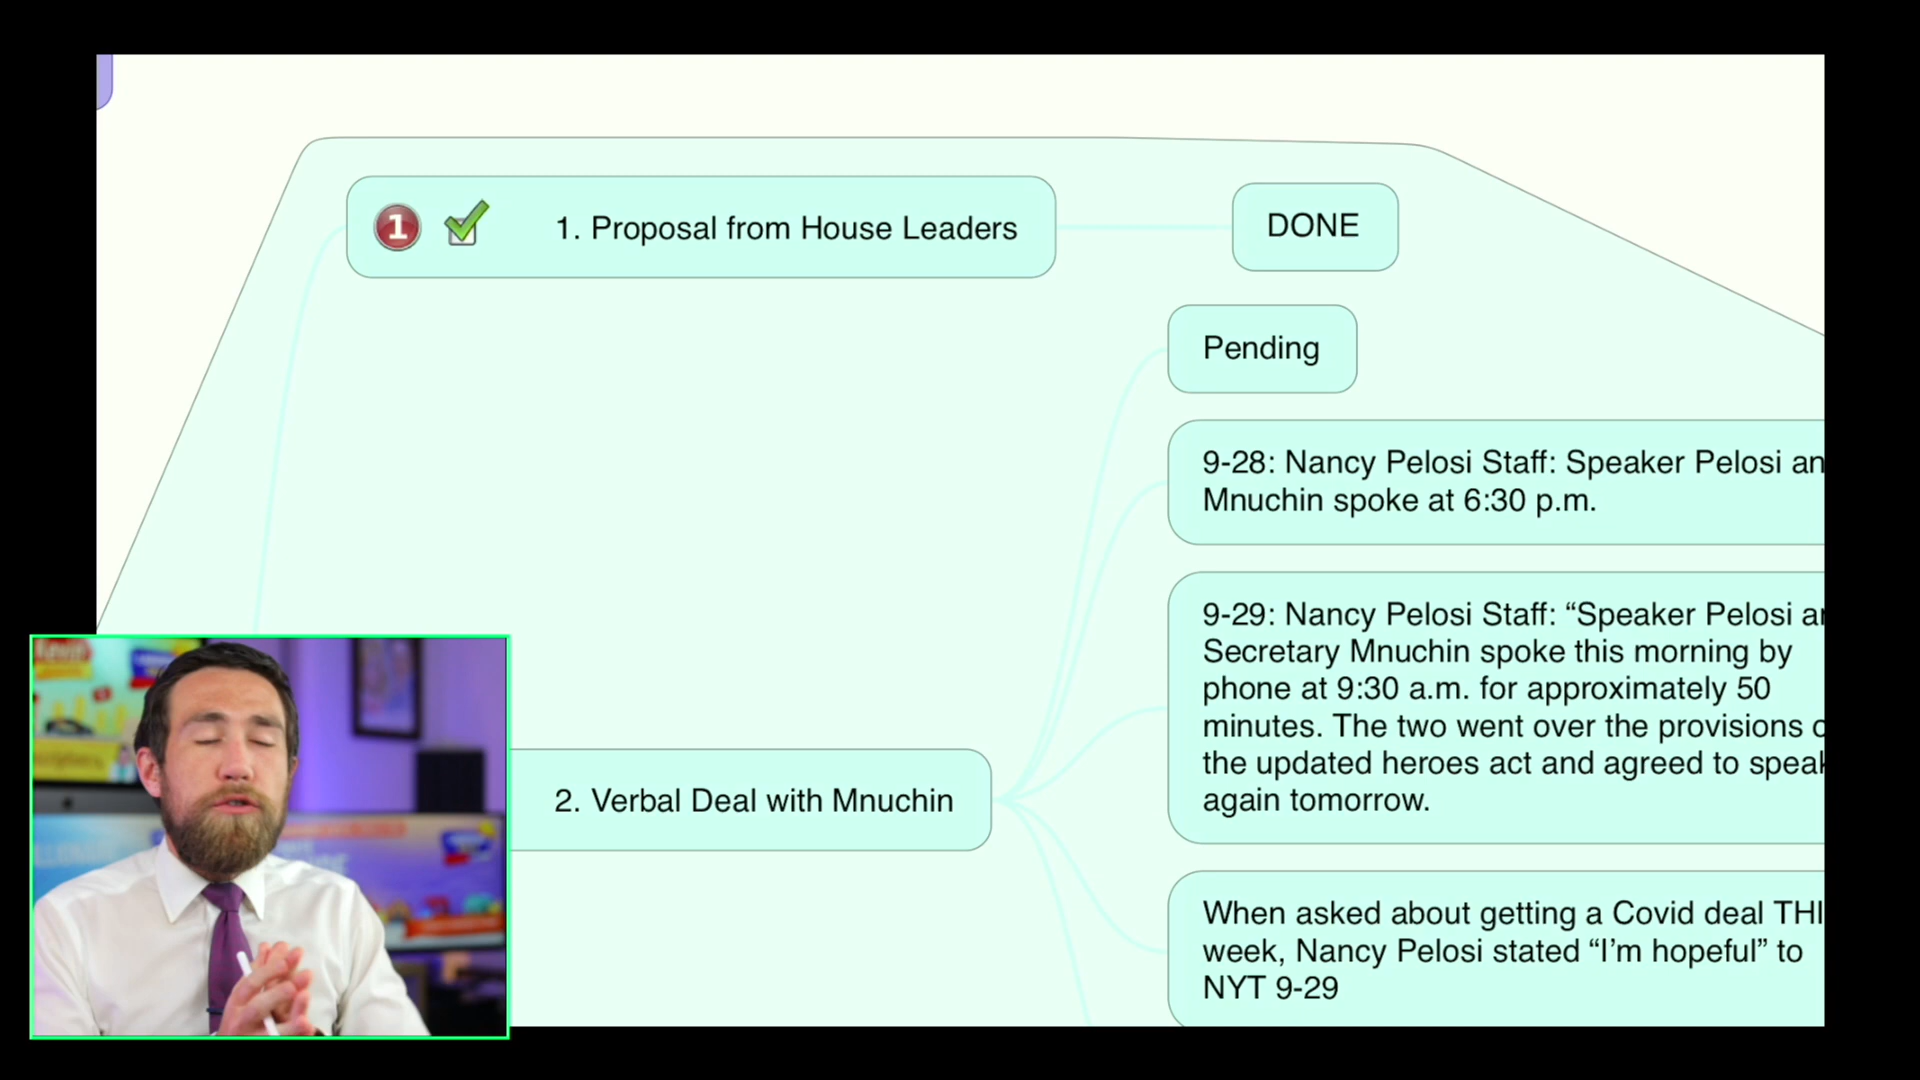 1
1. Proposal from House Leaders
DONE
Pending
9-28: Nancy Pelosi Staff: Speaker Pelosi an
Mnuchin spoke at 6:30 p.m.
9-29: Nancy Pelosi Staff: “Speaker Pelosi
Secretary Mnuchin spoke this morning by
phone at 9:30 a.m. for approximately 50
minutes. The two went over the provisions
the updated heroes act and agreed to speak
again tomorrow.
2. Verbal Deal with Mnuchin
When asked about getting a Covid deal THI
week, Nancy Pelosi stated “I’m hopeful” to
NYT 9-29